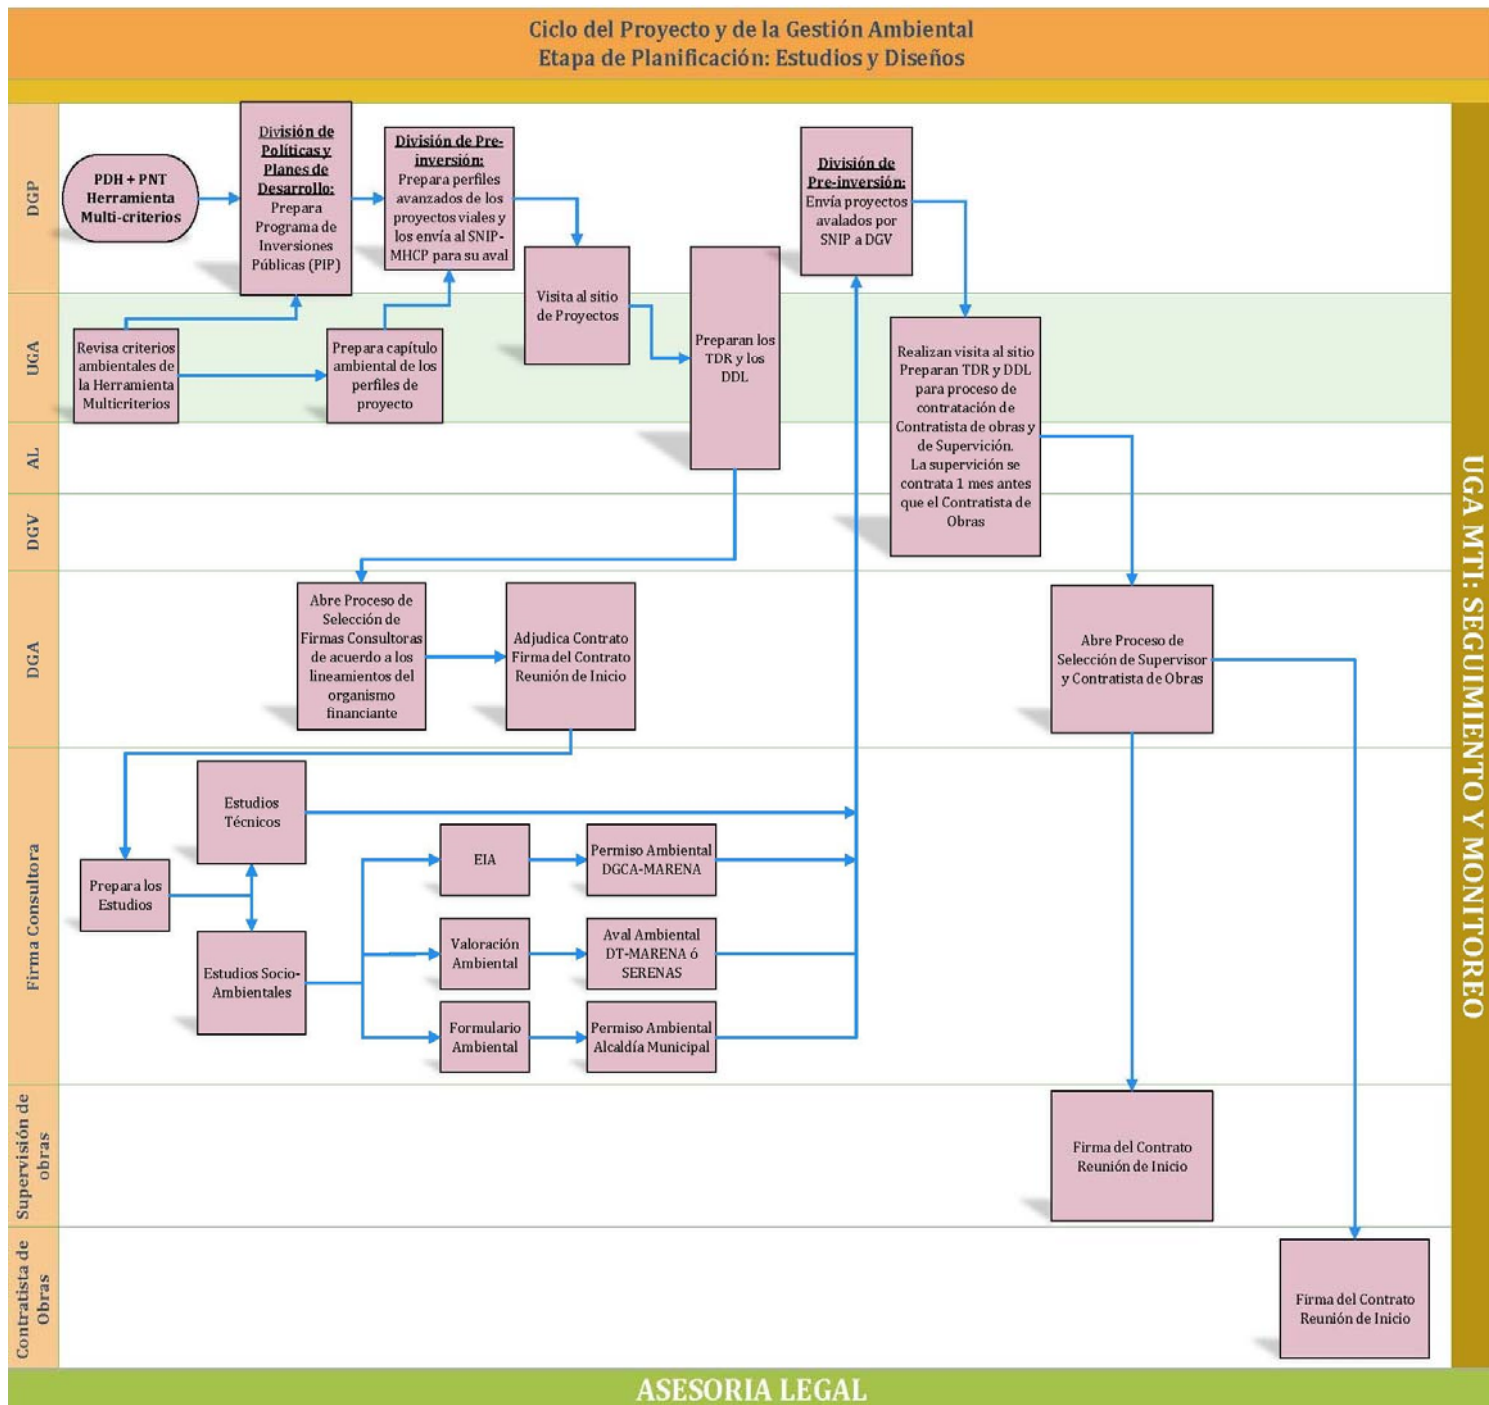 Ciclo del Proyecto y de la Gestión Ambiental
Etapa de Planificación: Estudios y Diseños
DGP
PDH + PNT
Herramienta
Multi-criterios
División de
Políticas y
Planes de
Desarrollo:
Prepara
Programa de
Inversiones
Públicas (PIP)
División de Pre-
inversión:
Prepara perfiles
avanzados de los
proyectos viales y
los envía al SNIP-
MHCP para su aval
División de
Pre-inversión:
Envía proyectos
avalados por
SNIP a DGV
UGA
Revisa criterios
ambientales de
la Herramienta
Multicriterios
Prepara capítulo
ambiental de los
perfiles de
proyecto
Visita al sitio
de Proyectos
Preparan los
TDR y los
DDL
Realizan visita al sitio
Preparan TDR y DDL
para proceso de
contratación de
Contratista de obras y
de Supervición.
La supervición se
contrata 1 mes antes
que el Contratista de
Obras
AL
DGV
DGA
Abre Proceso de
Selección de
Firmas Consultoras
de acuerdo a los
lineamientos del
organismo
financiante
Adjudica Contrato
Firma del Contrato
Reunión de Inicio
Abre Proceso de
Selección de Supervisor
y Contratista de Obras
Firma Consultora
Prepara los
Estudios
Estudios
Técnicos
Estudios Socio-
Ambientales
EIA
Permiso Ambiental
DGCA-MARENA
Valoración
Ambiental
Aval Ambiental
DT-MARENA ó
SERENAS
Formulario
Ambiental
Permiso Ambiental
Alcaldía Municipal
Supervisión de
obras
Firma del Contrato
Reunión de Inicio
Contratista de
Obras
Firma del Contrato
Reunión de Inicio
UGA MTI: SEGUIMIENTO Y MONITOREO
ASESORIA LEGAL